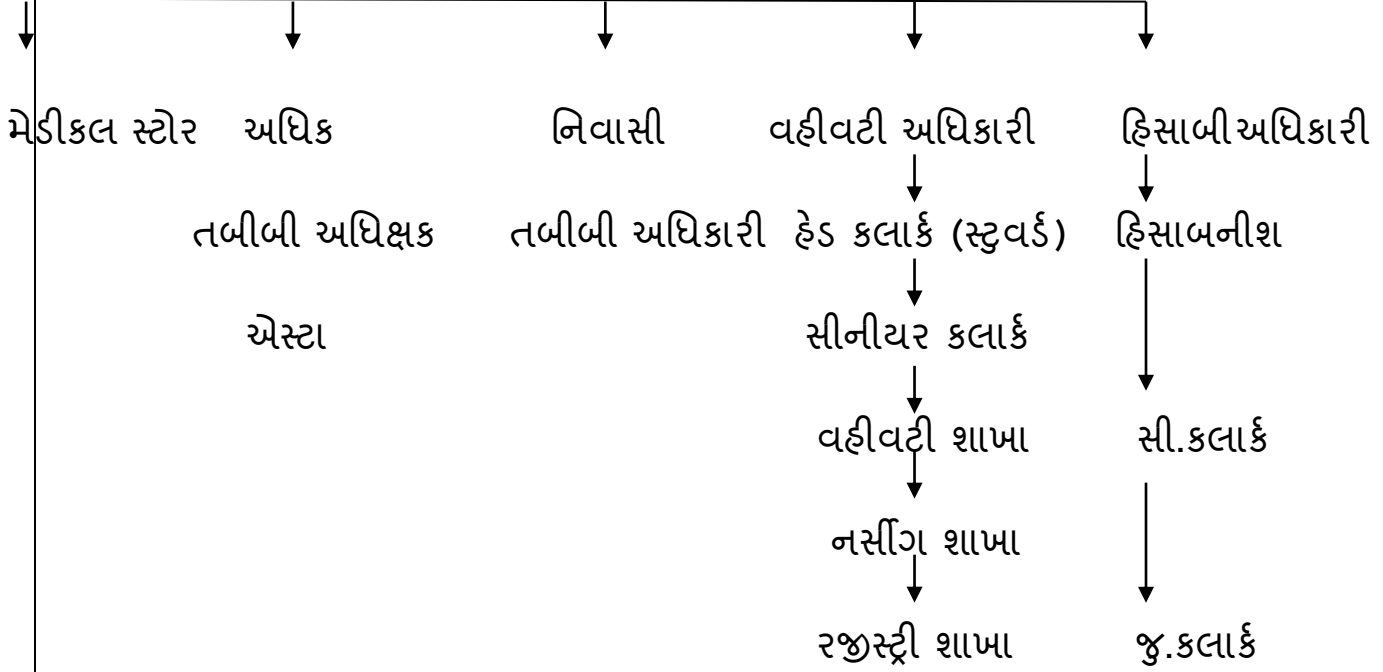 મેડીકલ સ્ટોર અધિક નિવાસી વહીવટી અધિકારી હિસાબીઅધિકારી
તબીબી અધિક્ષક તબીબી અધિકારી હેડ કલાર્ક (સ્ટુવર્ડ) હિસાબનીશ
એસ્ટા સીનીયર કલાર્ક
વહીવટી શાખા સી.કલાર્ક
નર્સીગ શાખા
રજીસ્ટ્રી શાખા જુ.કલાર્ક